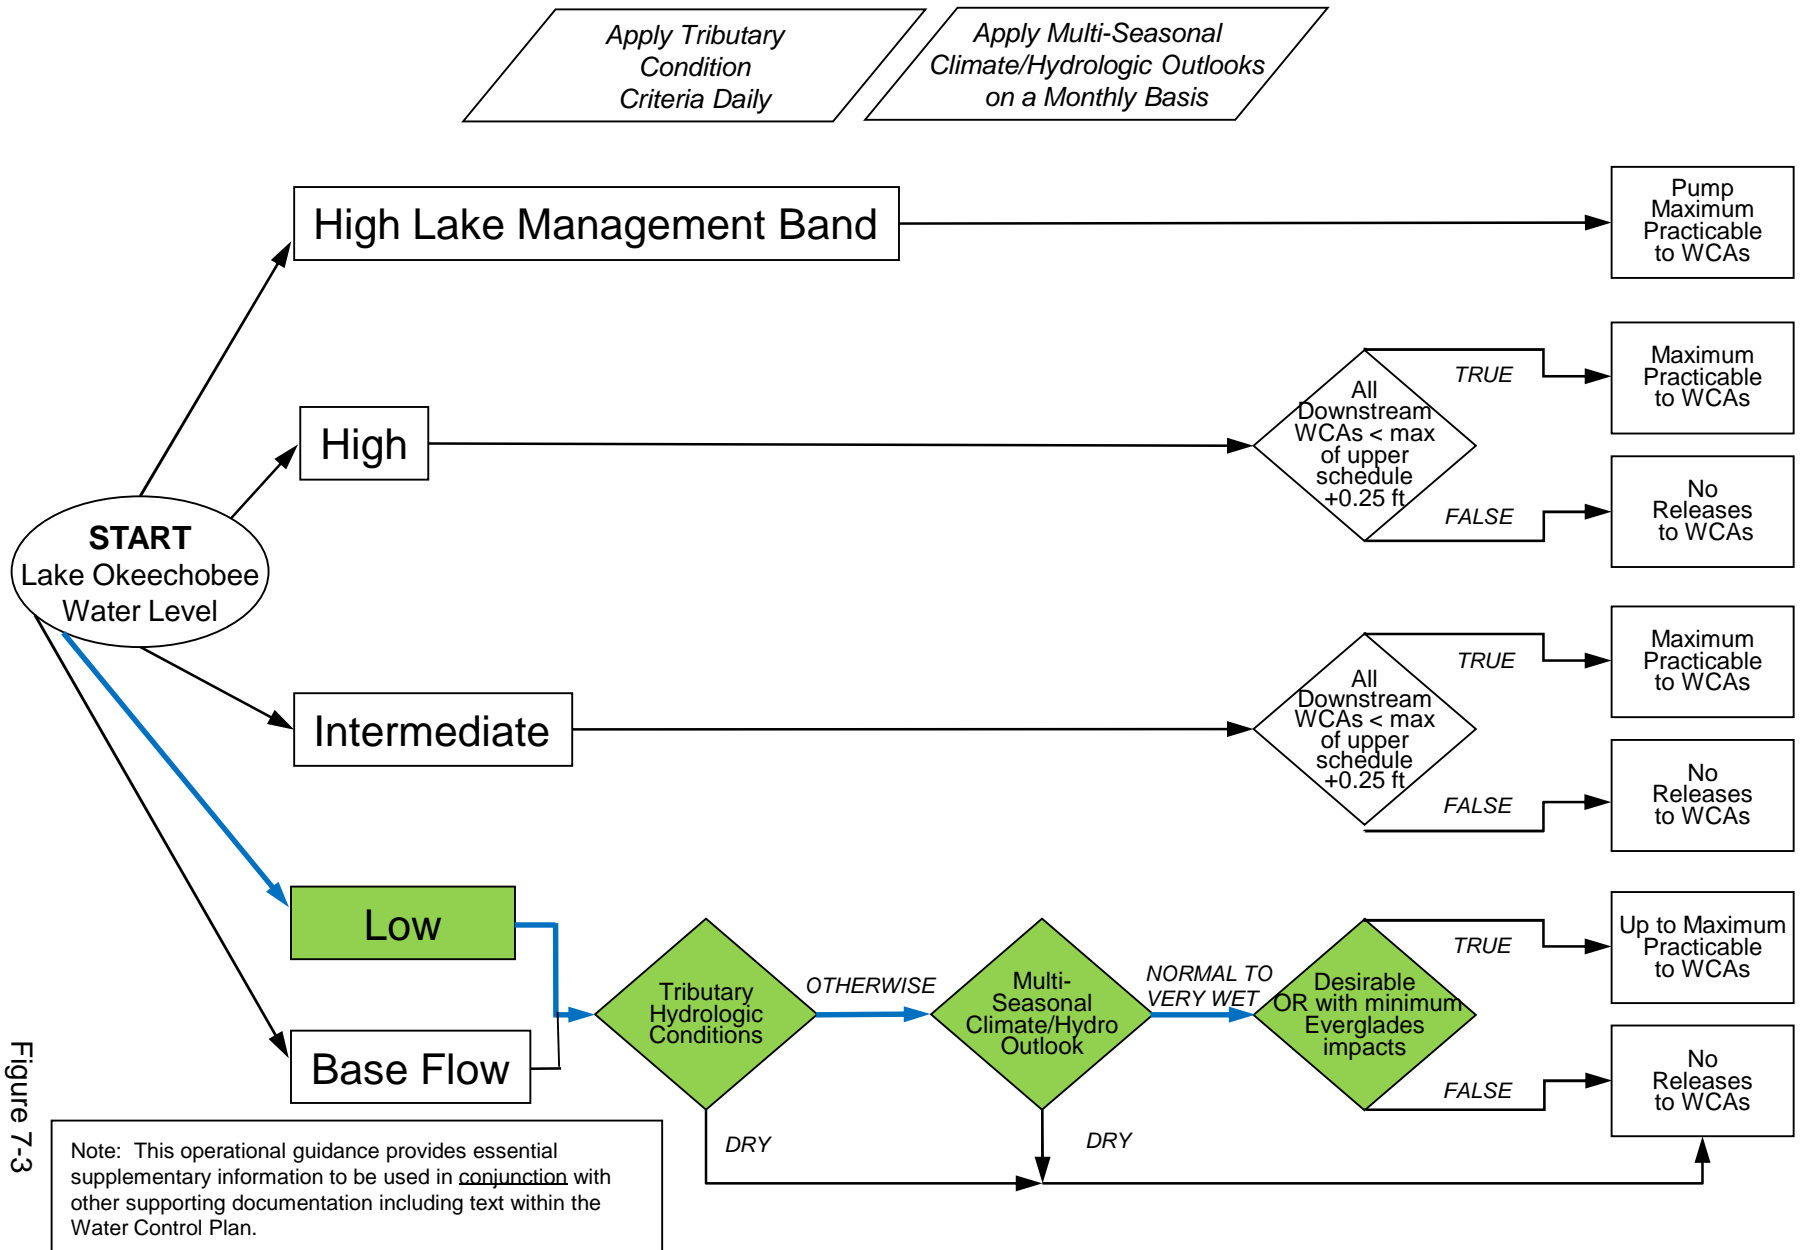 Apply Tributary
Condition
Criteria Daily
Apply Multi-Seasonal
Climate/Hydrologic Outlooks
on a Monthly Basis
High Lake Management Band
Pump
Maximum
Practicable
to WCAs
High
All
Downstream
WCAs < max
of upper
schedule
+0.25 ft
TRUE
Maximum
Practicable
to WCAs
FALSE
No
Releases
to WCAs
START
Lake Okeechobee
Water Level
Intermediate
All
Downstream
WCAs < max
of upper
schedule
+0.25 ft
TRUE
Maximum
Practicable
to WCAs
FALSE
No
Releases
to WCAs
Low
Base Flow
Tributary
Hydrologic
Conditions
OTHERWISE
DRY
Multi-
Seasonal
Climate/Hydro
Outlook
NORMAL TO
VERY WET
DRY
Desirable
OR with minimum
Everglades
impacts
TRUE
Up to Maximum
Practicable
to WCAs
FALSE
No
Releases
to WCAs
Note: This operational guidance provides essential
supplementary information to be used in conjunction with
other supporting documentation including text within the
Water Control Plan.
Figure 7-3